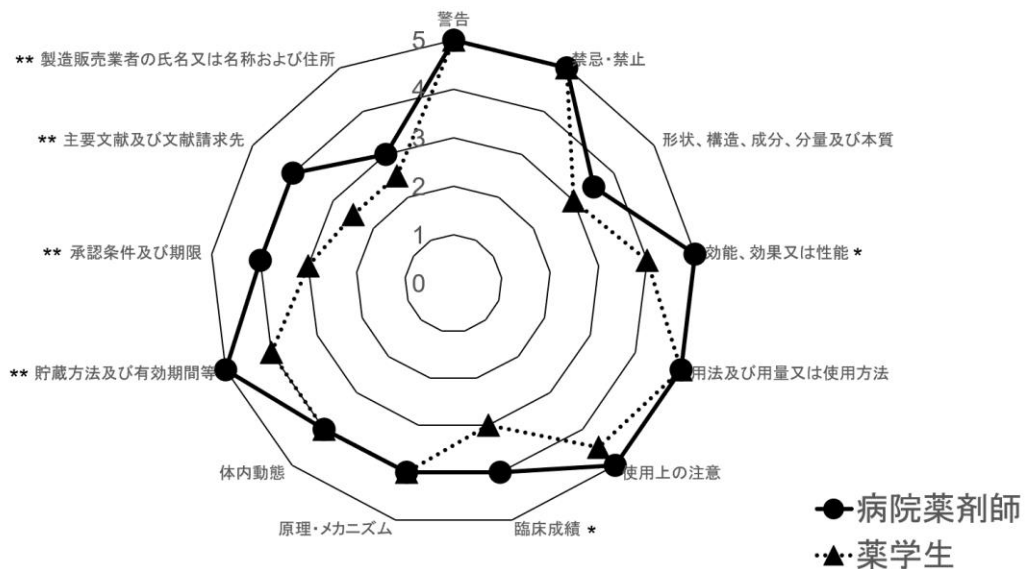 警告
禁忌・禁止
形状、構造、成分、分量及び本質
効能、効果又は性能 *
用法及び用量又は使用方法
使用上の注意
臨床成績 *
原理・メカニズム
体内動態
** 貯蔵方法及び有効期間等
** 承認条件及び期限
** 主要文献及び文献請求先
** 製造販売業者の氏名又は名称および住所
5
4
3
2
1
0
病院薬剤師
薬学生